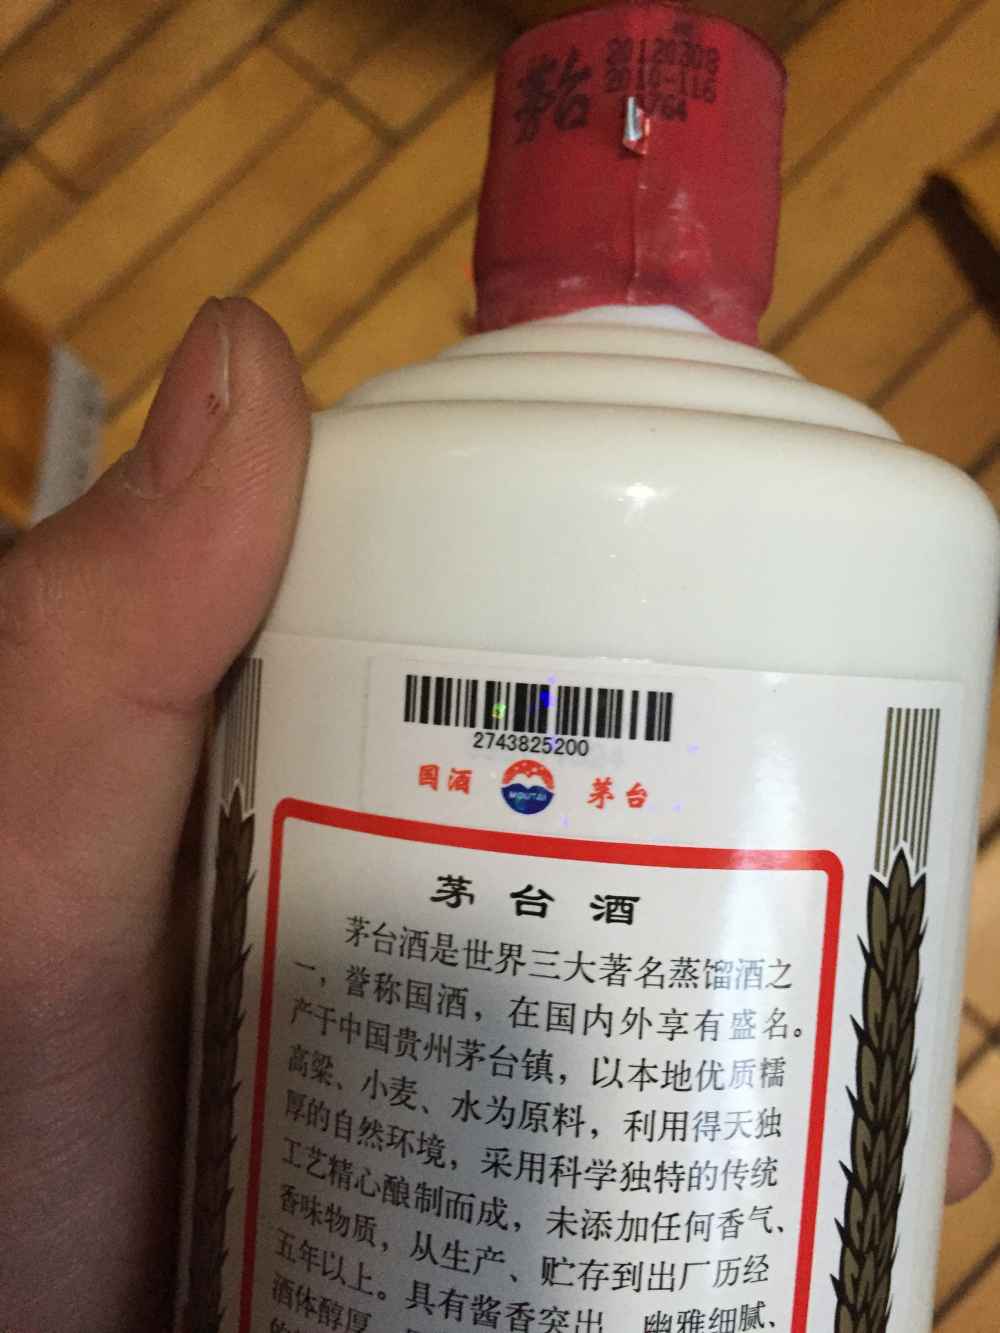 茅台
2743825200
国酒 MOUTAI 茅台
茅台酒
茅台酒是世界三大著名蒸馏酒之
一，誉称国酒，在国内外享有盛名。
产于中国贵州茅台镇，以本地优质糯
高粱、小麦、水为原料，利用得天独
厚的自然环境，采用科学独特的传统
工艺精心酿制而成，未添加任何香气、
香味物质，从生产、贮存到出厂历经
五年以上。具有酱香突出、幽雅细腻、
酒体醇厚、